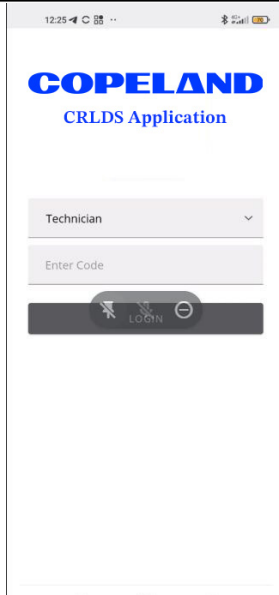 12:25
COPELAND
CRLDS Application
Technician
Enter Code
LOGIN